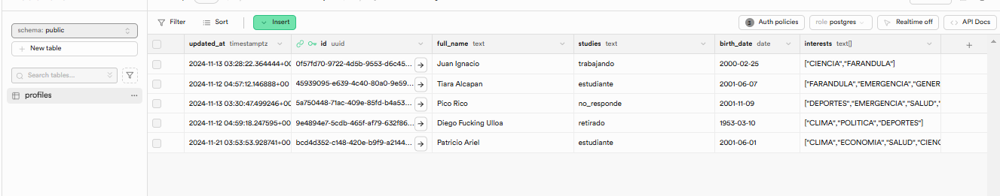 schema: public
Filter Sort Insert 3 Auth policies role postgres Realtime off API Docs
New table
Search tables...
profiles
updated_at timestamptz id uuid full_name text studies text birth_date date interests text[]
2024-11-13 03:28:22.364444+00 0f57fd70-9722-4d5b-9553-d6c45... Juan Ignacio trabajando 2000-02-25 ["CIENCIA","FARANDULA"]
2024-11-12 04:57:12.146888+00 45939095-e639-4c40-80a0-9e59... Tiara Alcapan estudiante 2001-06-07 ["FARANDULA","EMERGENCIA","GENER
2024-11-13 03:30:47.499246+00 5a750448-71ac-409e-85fd-b4a53... Pico Rico no_responde 2001-11-09 ["DEPORTES","EMERGENCIA","SALUD","
2024-11-12 04:59:18.247595+00 9e4894e7-5cdb-465f-af79-632f86... Diego Fucking Ulloa retirado 1953-03-10 ["CLIMA","POLITICA","DEPORTES"]
2024-11-21 03:53:53.928741+00 bcd4d352-c148-420e-b9f9-a2144... Patricio Ariel estudiante 2001-06-01 ["CLIMA","ECONOMIA","SALUD","CIENC